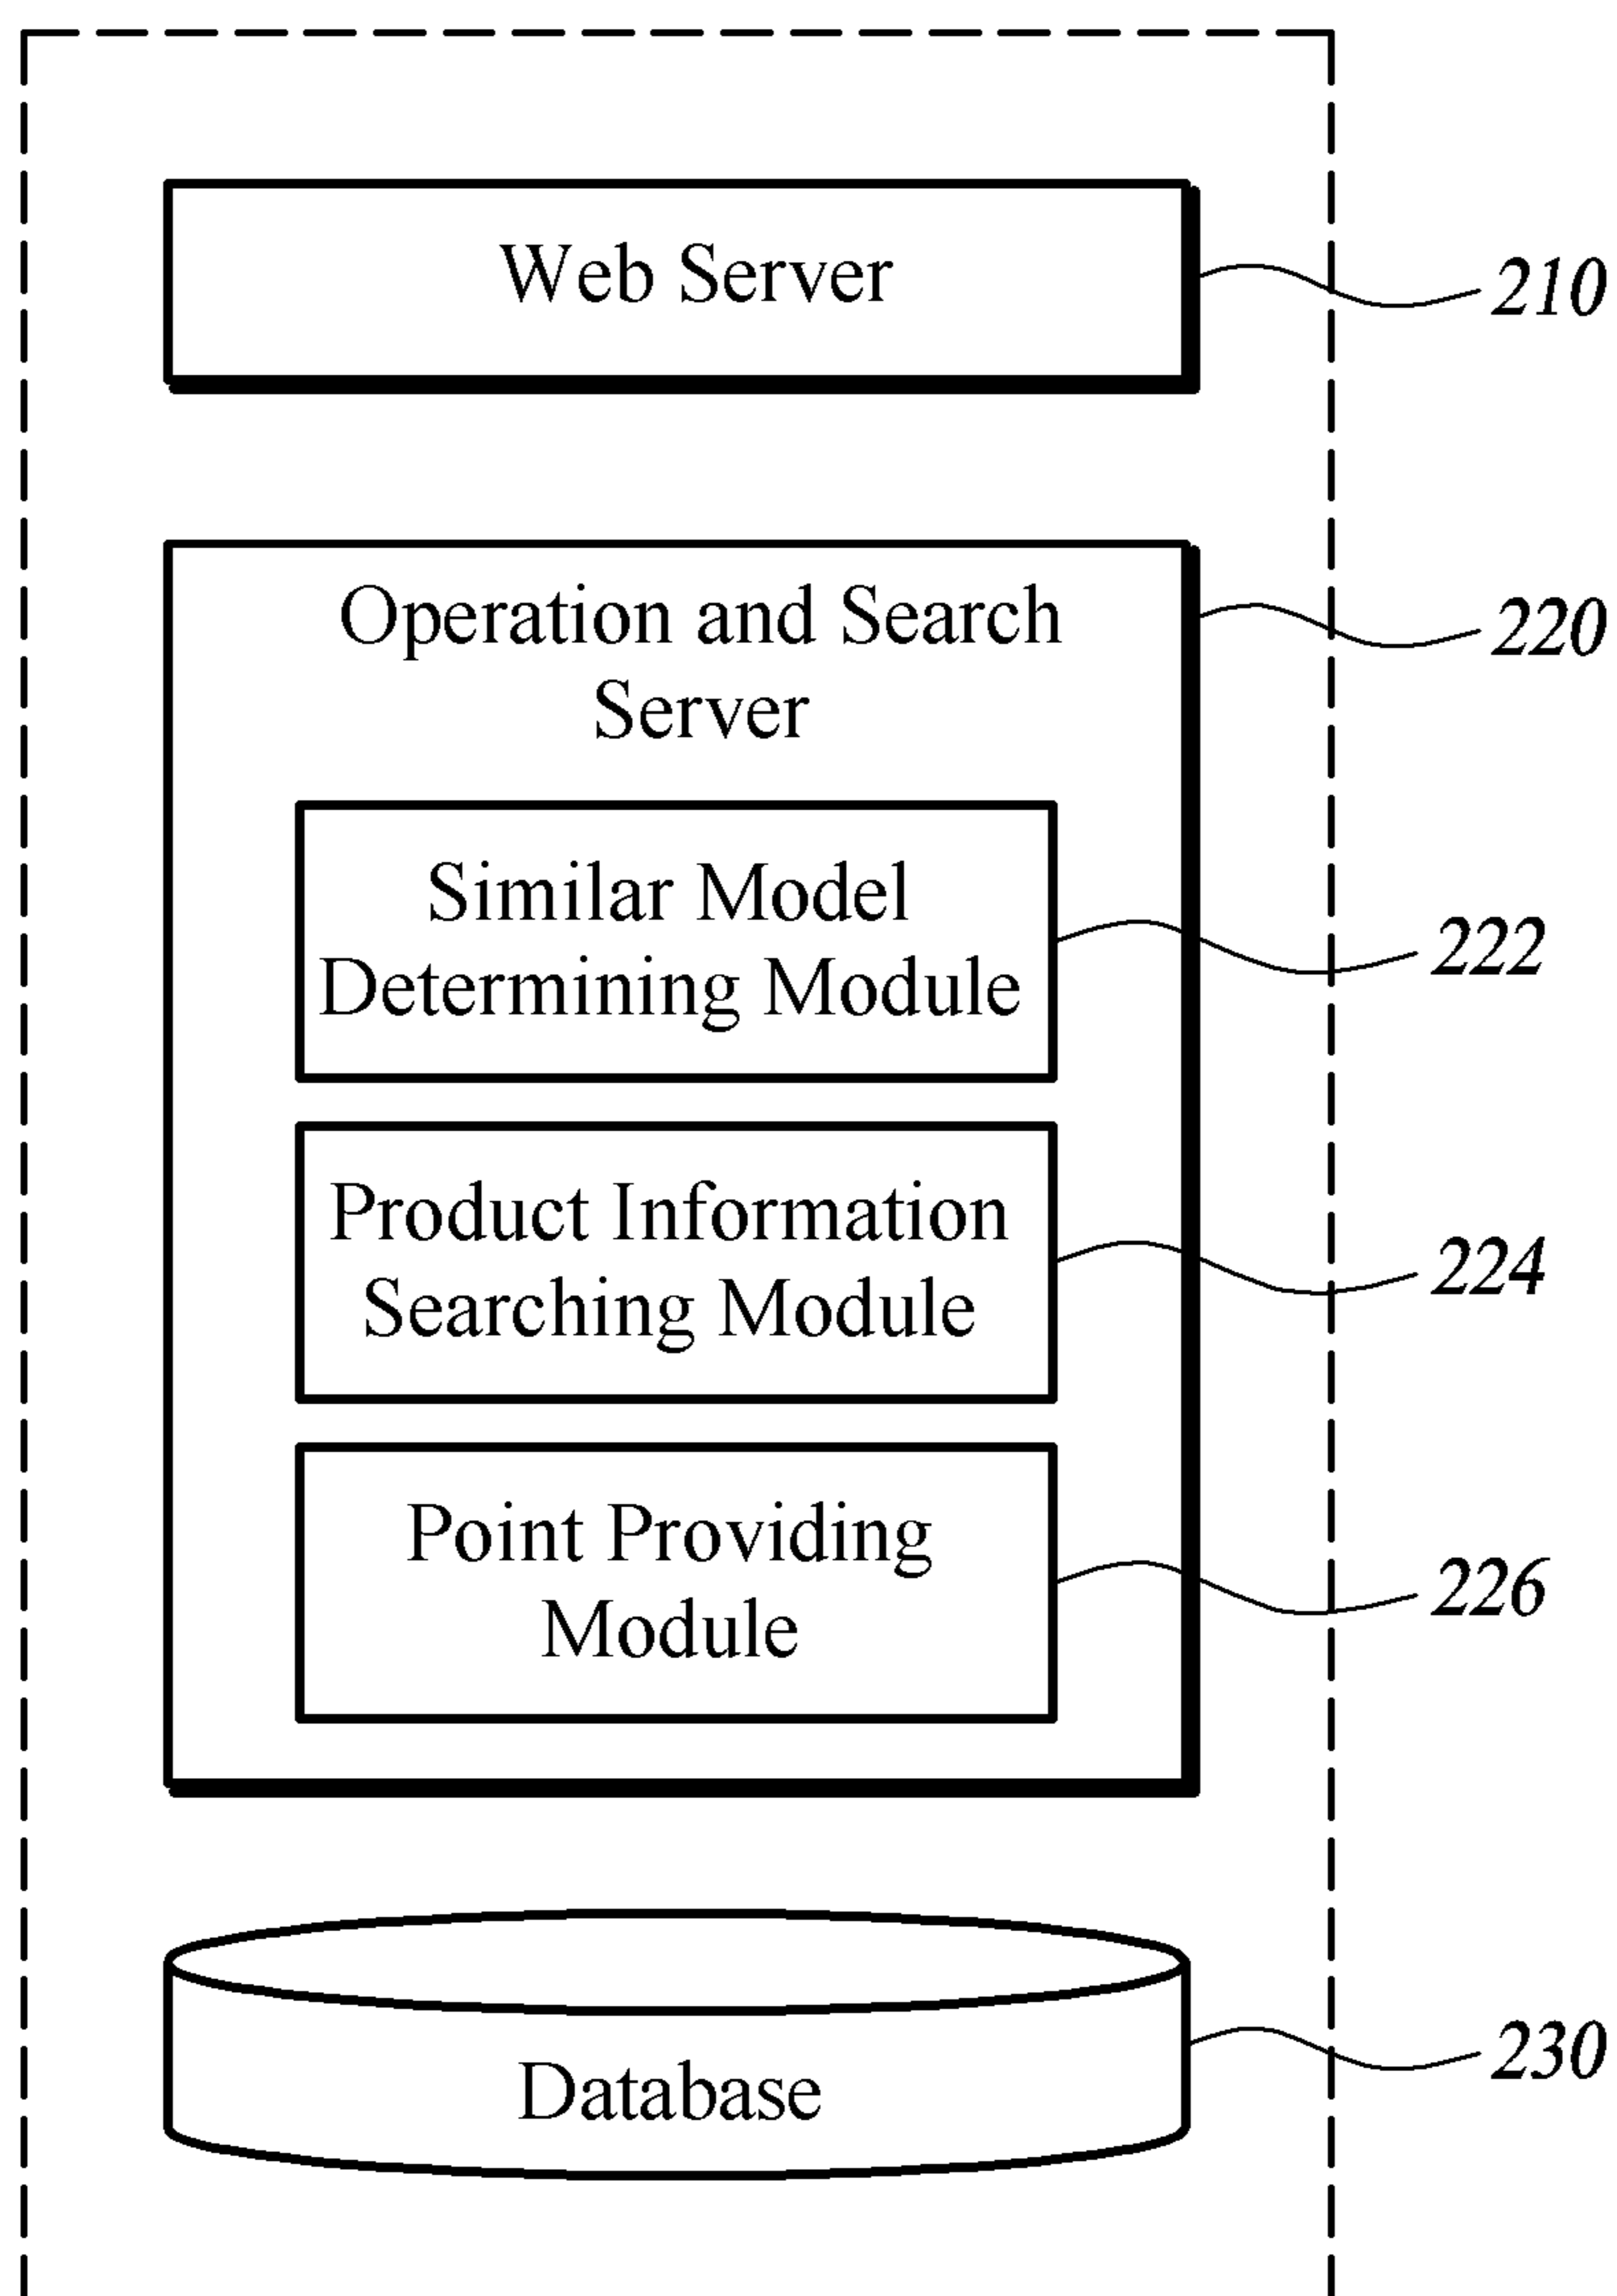 Web Server
210
Operation and Search
Server
220
Similar Model
Determining Module
222
Product Information
Searching Module
224
Point Providing
Module
226
Database
230